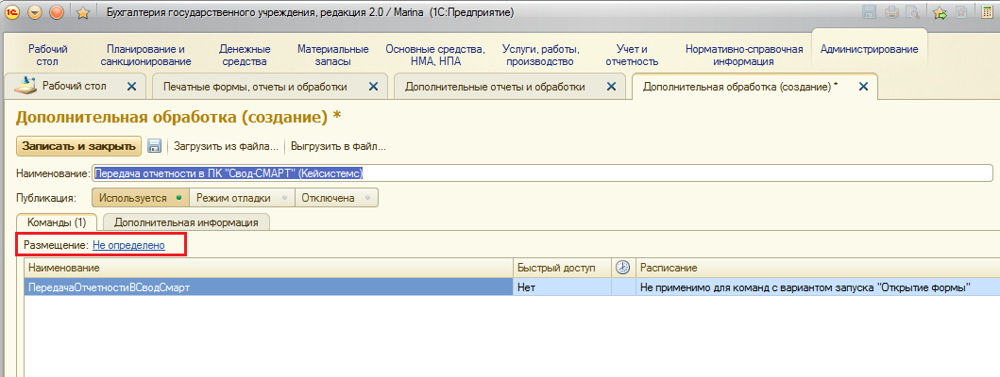 1С Бухгалтерия государственного учреждения, редакция 2.0 / Marina (1С:Предприятие)
Рабочий стол
Планирование и санкционирование
Денежные средства
Материальные запасы
Основные средства, НМА, НПА
Услуги, работы, производство
Учет и отчетность
Нормативно-справочная информация
Администрирование
Рабочий стол
Печатные формы, отчеты и обработки
Дополнительные отчеты и обработки
Дополнительная обработка (создание) *
Дополнительная обработка (создание) *
Записать и закрыть Загрузить из файла... Выгрузить в файл...
Наименование: Передача отчетности в ПК "Свод-СМАРТ" (Кейсистемс)
Публикация: Используется Режим отладки Отключена
Команды (1) Дополнительная информация
Размещение: Не определено
Наименование Быстрый доступ Расписание
ПередачаОтчетностиВСводСмарт Нет Не применимо для команд с вариантом запуска "Открытие формы"